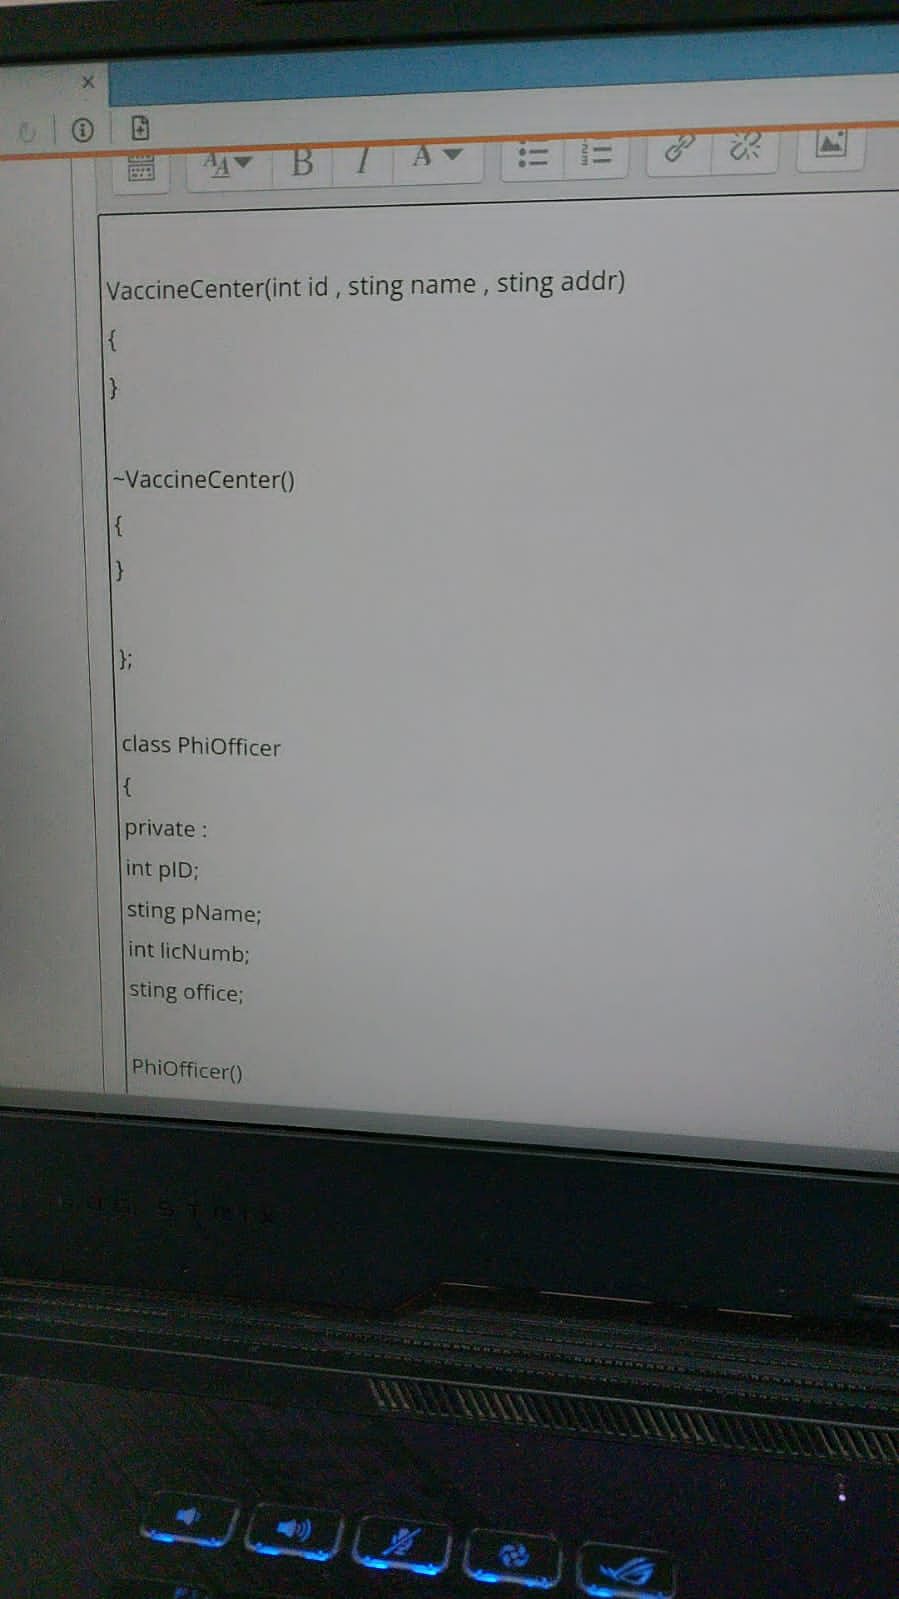 VaccineCenter(int id , sting name , sting addr)
{
}
~VaccineCenter()
{
}
};
class PhiOfficer
{
private :
int pID;
sting pName;
int licNumb;
sting office;
PhiOfficer()